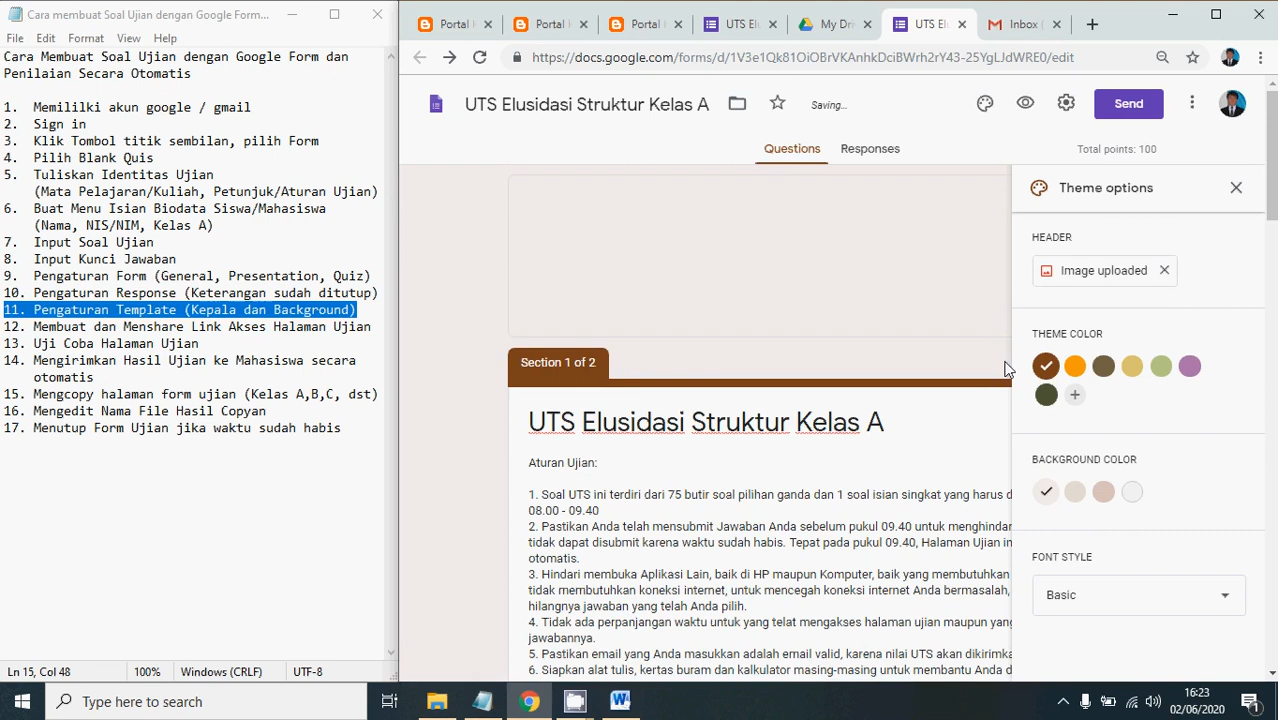 Cara membuat Soal Ujian dengan Google Form...
File Edit Format View Help
Cara Membuat Soal Ujian dengan Google Form dan
Penilaian Secara Otomatis
1. Memililki akun google / gmail
2. Sign in
3. Klik Tombol titik sembilan, pilih Form
4. Pilih Blank Quis
5. Tuliskan Identitas Ujian
(Mata Pelajaran/Kuliah, Petunjuk/Aturan Ujian)
6. Buat Menu Isian Biodata Siswa/Mahasiswa
(Nama, NIS/NIM, Kelas A)
7. Input Soal Ujian
8. Input Kunci Jawaban
9. Pengaturan Form (General, Presentation, Quiz)
10. Pengaturan Response (Keterangan sudah ditutup)
11. Pengaturan Template (Kepala dan Background)
12. Membuat dan Menshare Link Akses Halaman Ujian
13. Uji Coba Halaman Ujian
14. Mengirimkan Hasil Ujian ke Mahasiswa secara
otomatis
15. Mengcopy halaman form ujian (Kelas A,B,C, dst)
16. Mengedit Nama File Hasil Copyan
17. Menutup Form Ujian jika waktu sudah habis
Ln 15, Col 48 100% Windows (CRLF) UTF-8
Portal Portal Portal UTS El My Dri UTS El Inbox (
https://docs.google.com/forms/d/1V3e1Qk81OiOBrVKAnhkDciBWrh2rY43-25YgLJdWRE0/edit
UTS Elusidasi Struktur Kelas A Saving... Send
Questions Responses Total points: 100
Section 1 of 2
UTS Elusidasi Struktur Kelas A
Aturan Ujian:
1. Soal UTS ini terdiri dari 75 butir soal pilihan ganda dan 1 soal isian singkat yang harus d
08.00 - 09.40
2. Pastikan Anda telah mensubmit Jawaban Anda sebelum pukul 09.40 untuk menghindar
tidak dapat disubmit karena waktu sudah habis. Tepat pada pukul 09.40, Halaman Ujian in
otomatis.
3. Hindari membuka Aplikasi Lain, baik di HP maupun Komputer, baik yang membutuhkan
tidak membutuhkan koneksi internet, untuk mencegah koneksi internet Anda bermasalah,
hilangnya jawaban yang telah Anda pilih.
4. Tidak ada perpanjangan waktu untuk yang telat mengakses halaman ujian maupun yang
jawabannya.
5. Pastikan email yang Anda masukkan adalah email valid, karena nilai UTS akan dikirimka
6. Siapkan alat tulis, kertas buram dan kalkulator masing-masing untuk membantu Anda d
Theme options
HEADER
Image uploaded
THEME COLOR
BACKGROUND COLOR
FONT STYLE
Basic
Type here to search
16:23
02/06/2020
1